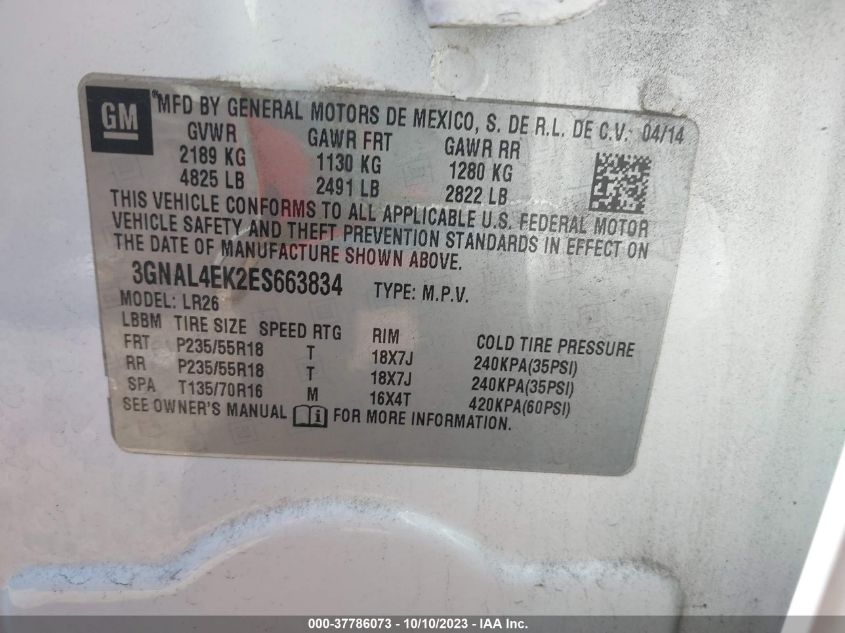 GM
MFD BY GENERAL MOTORS DE MEXICO, S. DE R.L. DE C.V. 04/14
GVWR GAWR FRT GAWR RR
2189 KG 1130 KG 1280 KG
4825 LB 2491 LB 2822 LB
THIS VEHICLE CONFORMS TO ALL APPLICABLE U.S. FEDERAL MOTOR
VEHICLE SAFETY AND THEFT PREVENTION STANDARDS IN EFFECT ON
THE DATE OF MANUFACTURE SHOWN ABOVE.
3GNAL4EK2ES663834 TYPE: M.P.V.
MODEL: LR26
LBBM TIRE SIZE SPEED RTG RIM COLD TIRE PRESSURE
FRT P235/55R18 T 18X7J 240KPA(35PSI)
RR P235/55R18 T 18X7J 240KPA(35PSI)
SPA T135/70R16 M 16X4T 420KPA(60PSI)
SEE OWNER'S MANUAL i FOR MORE INFORMATION.
000-37786073 - 10/10/2023 - IAA Inc.